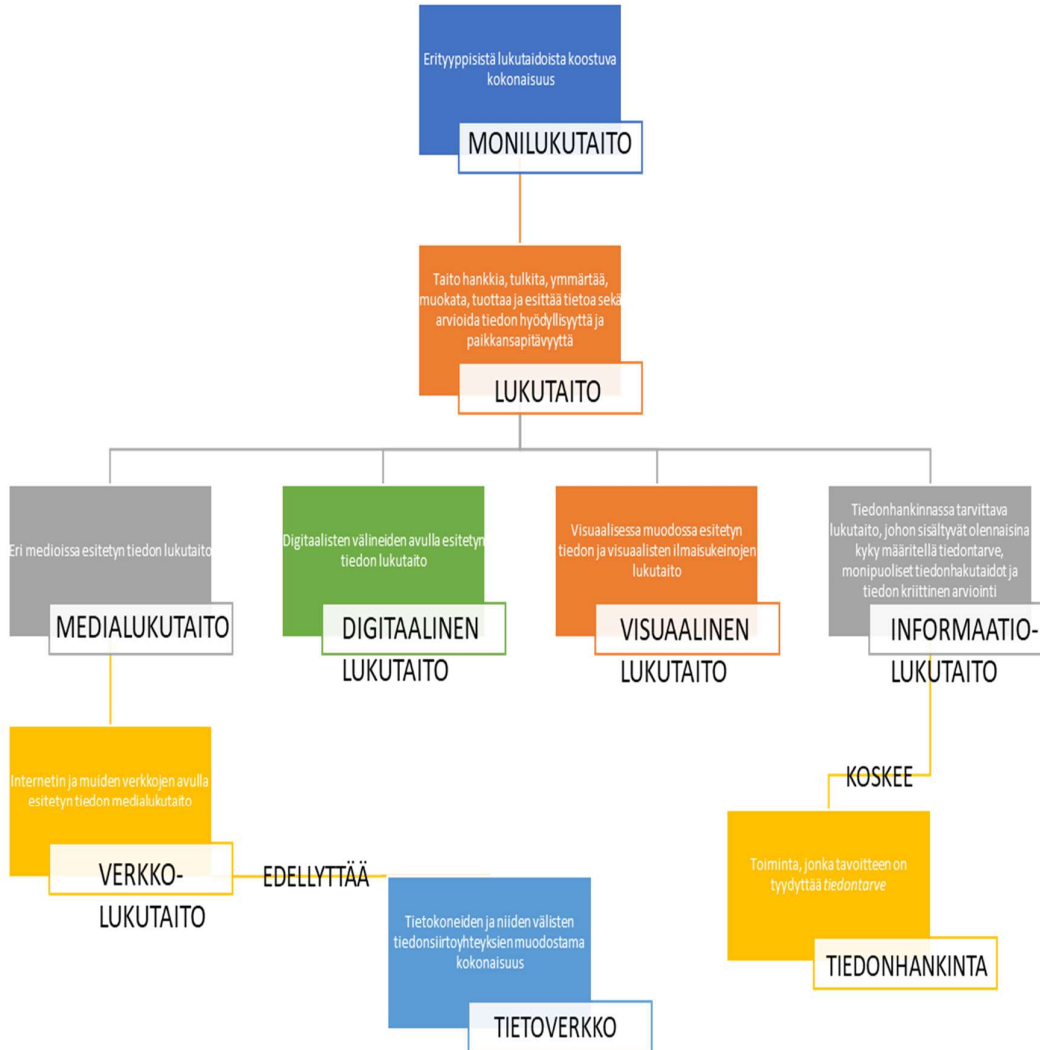 Erityyppisistä lukutaidoista koostuva
kokonaisuus
MONILUKUTAITO
Taito hankkia, tulkita, ymmärtää,
muokata, tuottaa ja esittää tietoa sekä
arvioida tiedon hyödyllisyyttä ja
paikkansapitävyyttä
LUKUTAITO
Eri medioissa esitetyn tiedon lukutaito
MEDIALUKUTAITO
Digitaalisten välineiden avulla esitetyn
tiedon lukutaito
DIGITAALINEN
LUKUTAITO
Visuaalisessa muodossa esitetyn
tiedon ja visuaalisten ilmaisukeinojen
lukutaito
VISUAALINEN
LUKUTAITO
Tiedonhankinnassa tarvittava
lukutaito, johon sisältyvät olennaisina
kyky määritellä tiedontarve,
monipuoliset tiedonhakutaidot ja
tiedon kriittinen arviointi
INFORMAATIO-
LUKUTAITO
Internetin ja muiden verkkojen avulla
esitetyn tiedon medialukutaito
VERKKO-
LUKUTAITO
EDELLYTTÄÄ
Tietokoneiden ja niiden välisten
tiedonsiirtoyhteyksien muodostama
kokonaisuus
TIETOVERKKO
KOSKEE
Toiminta, jonka tavoitteen on
tyydyttää tiedontarve
TIEDONHANKINTA